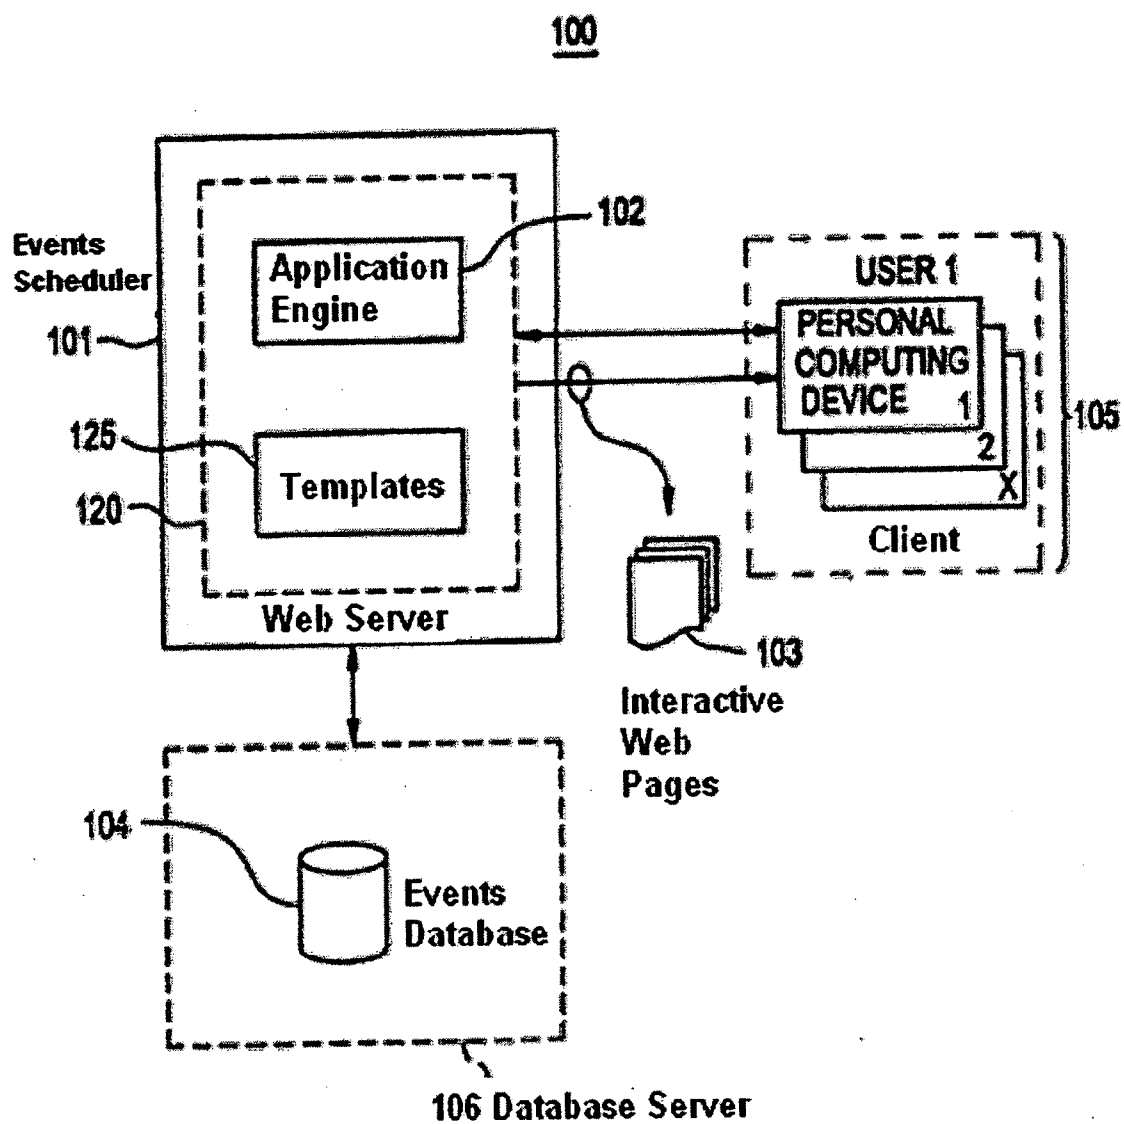 100
102
Application
Engine
Events
Scheduler
101
USER 1
PERSONAL
COMPUTING
DEVICE
1
2
X
105
Client
125
Templates
120
Web Server
103
Interactive
Web
Pages
104
Events
Database
106 Database Server